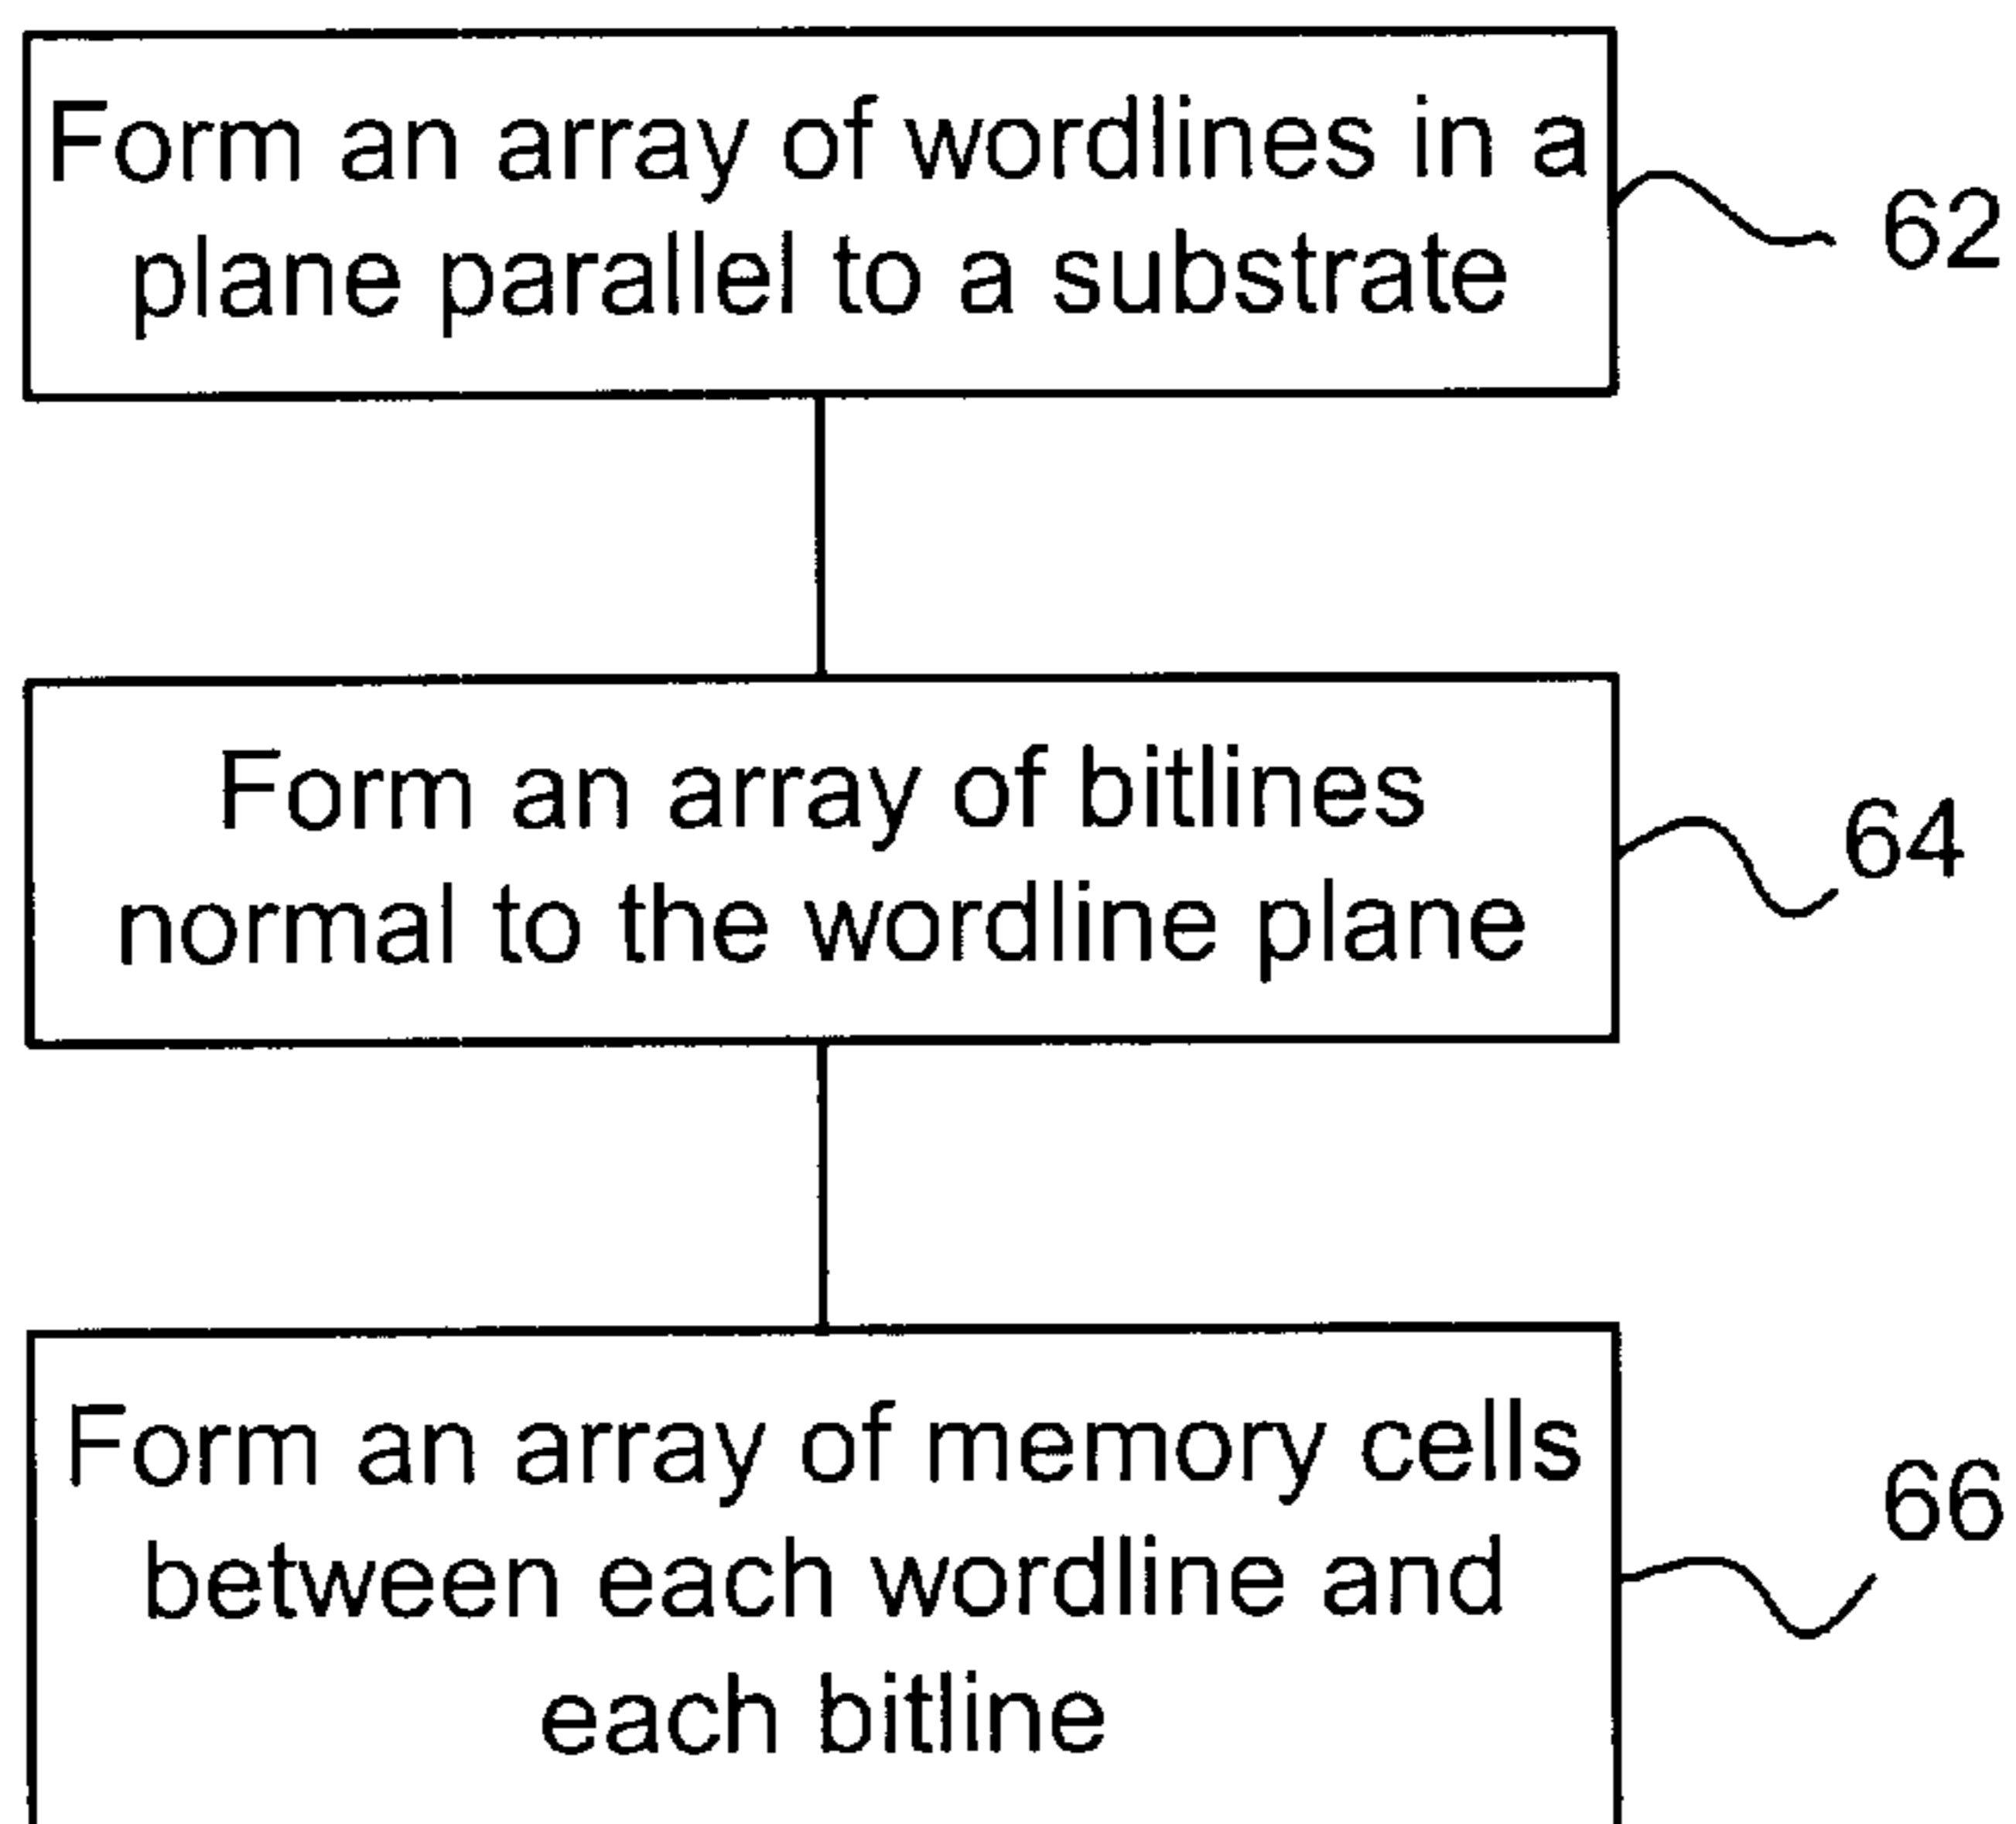 Form an array of wordlines in a
plane parallel to a substrate
62
Form an array of bitlines
normal to the wordline plane
64
Form an array of memory cells
between each wordline and
each bitline
66